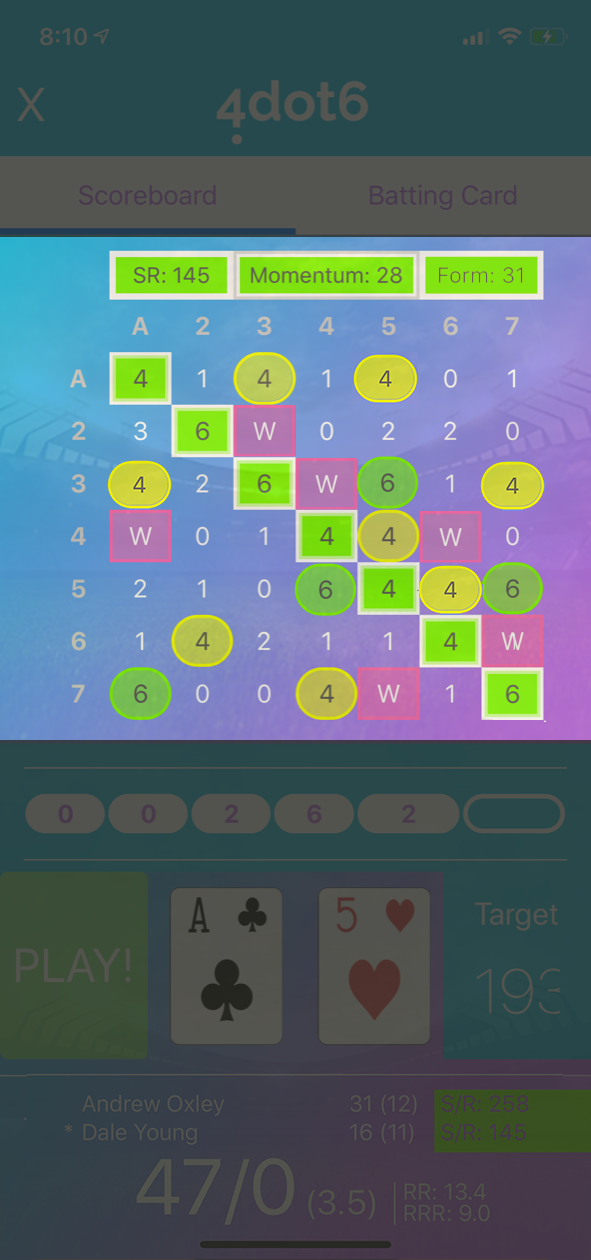 8:10
X
4dot6
Scoreboard Batting Card
SR: 145 Momentum: 28 Form: 31
A 2 3 4 5 6 7
A 4 1 4 1 4 0 1
2 3 6 W 0 2 2 0
3 4 2 6 W 6 1 4
4 W 0 1 4 4 W 0
5 2 1 0 6 4 4 6
6 1 4 2 1 1 4 W
7 6 0 0 4 W 1 6
0 0 2 6 2
PLAY! A 5 Target
193
Andrew Oxley 31 (12) S/R: 258
* Dale Young 16 (11) S/R: 145
47/0 (3.5) RR: 13.4
RRR: 9.0